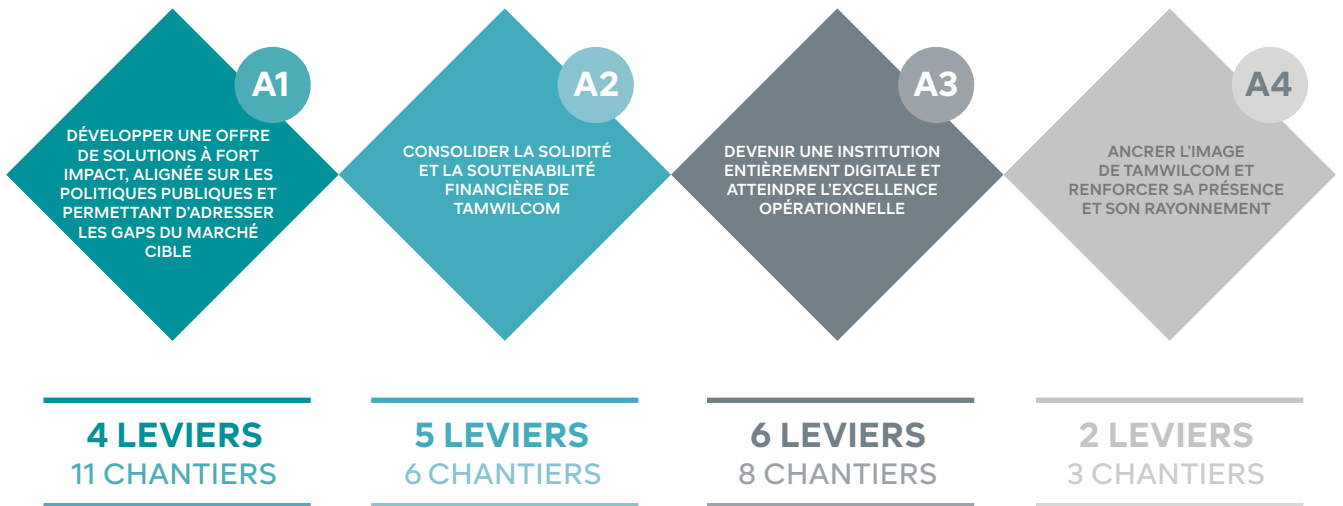 A1
DÉVELOPPER UNE OFFRE
DE SOLUTIONS À FORT
IMPACT, ALIGNÉE SUR LES
POLITIQUES PUBLIQUES ET
PERMETTANT D'ADRESSER
LES GAPS DU MARCHÉ
CIBLE
4 LEVIERS
11 CHANTIERS
A2
CONSOLIDER LA SOLIDITÉ
ET LA SOUTENABILITÉ
FINANCIÈRE DE
TAMWILCOM
5 LEVIERS
6 CHANTIERS
A3
DEVENIR UNE INSTITUTION
ENTIÈREMENT DIGITALE ET
ATTEINDRE L'EXCELLENCE
OPÉRATIONNELLE
6 LEVIERS
8 CHANTIERS
A4
ANCRER L'IMAGE
DE TAMWILCOM ET
RENFORCER SA PRÉSENCE
ET SON RAYONNEMENT
2 LEVIERS
3 CHANTIERS